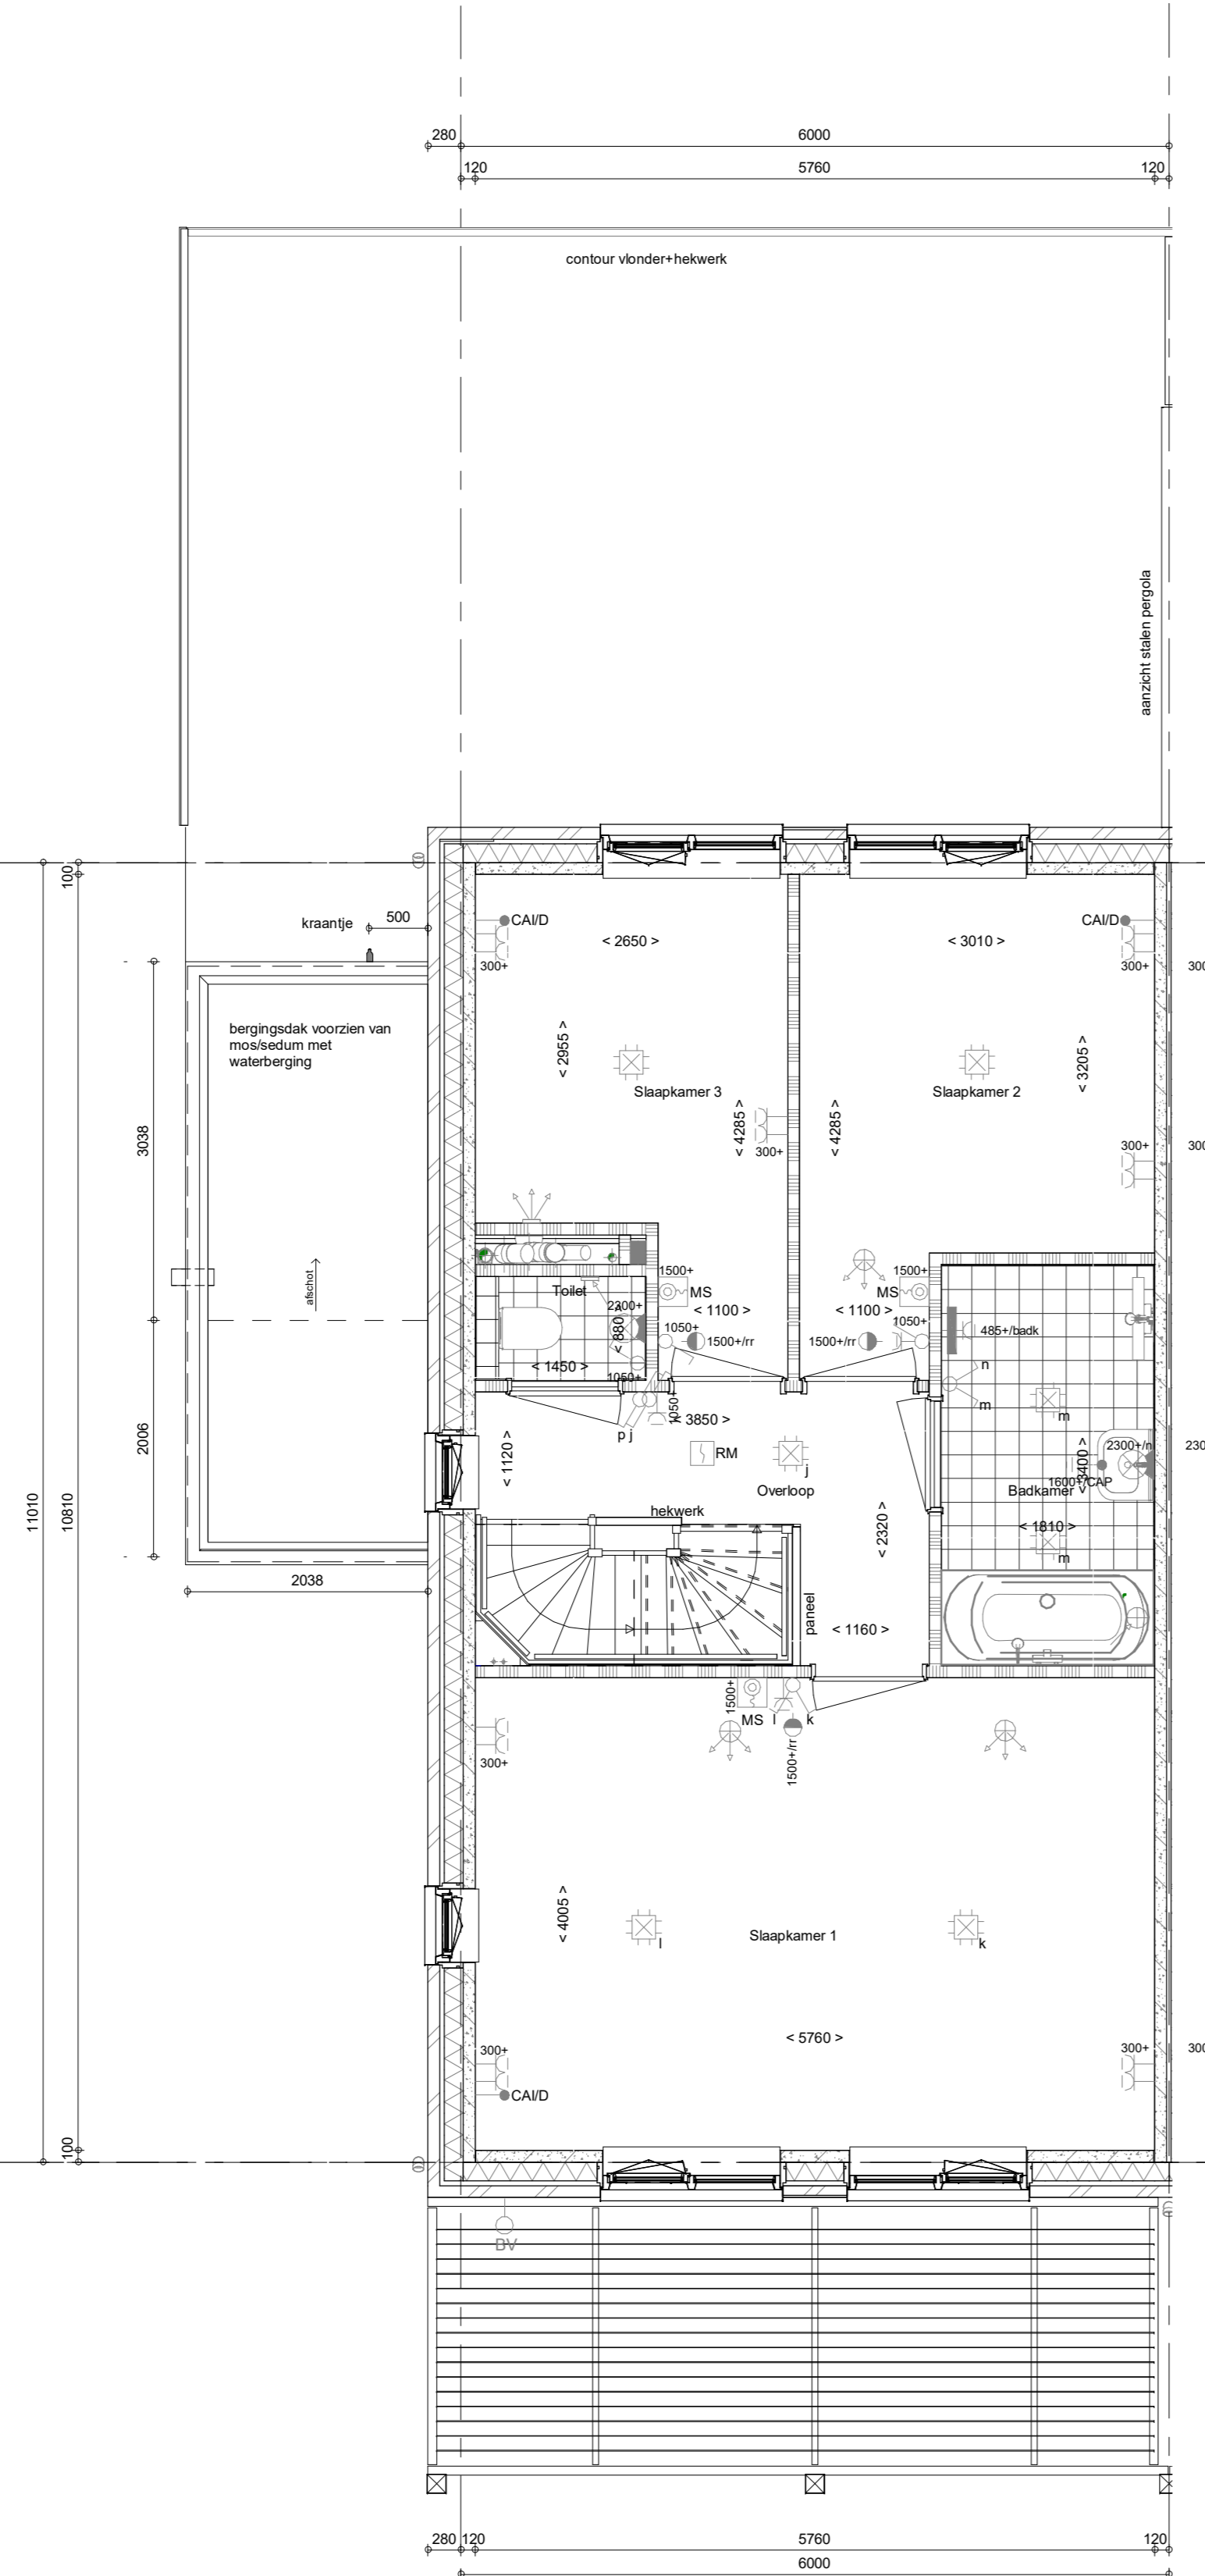 280
6000
120
5760
120
contour vlonder+hekwerk
aanzicht stalen pergola
100
kraantje
500
CAI/D
300+
< 2650 >
< 3010 >
CAI/D
300+
300
bergingsdak voorzien van
mos/sedum met
waterberging
< 2955 >
< 3205 >
Slaapkamer 3
Slaapkamer 2
< 4285 >
< 4285 >
300+
300+
300
3038
afschot
1500+
MS
1500+
MS
Toilet
2300+
< 880 >
< 1100 >
< 1100 >
1050+
1500+/rr
1500+/rr
1050+
485+/badk
< 1450 >
1050+
1050+
n
m
m
p j
< 3850 >
2006
11010
10810
< 1120 >
RM
j
Overloop
< 3400 >
2300+/n
230
1600+/CAP
Badkamer
hekwerk
< 2320 >
< 1810 >
m
2038
paneel
< 1160 >
1500+
MS
l
k
1500+/rr
300+
< 4005 >
l
Slaapkamer 1
k
< 5760 >
300+
CAI/D
300+
300
100
BV
280
120
5760
120
6000